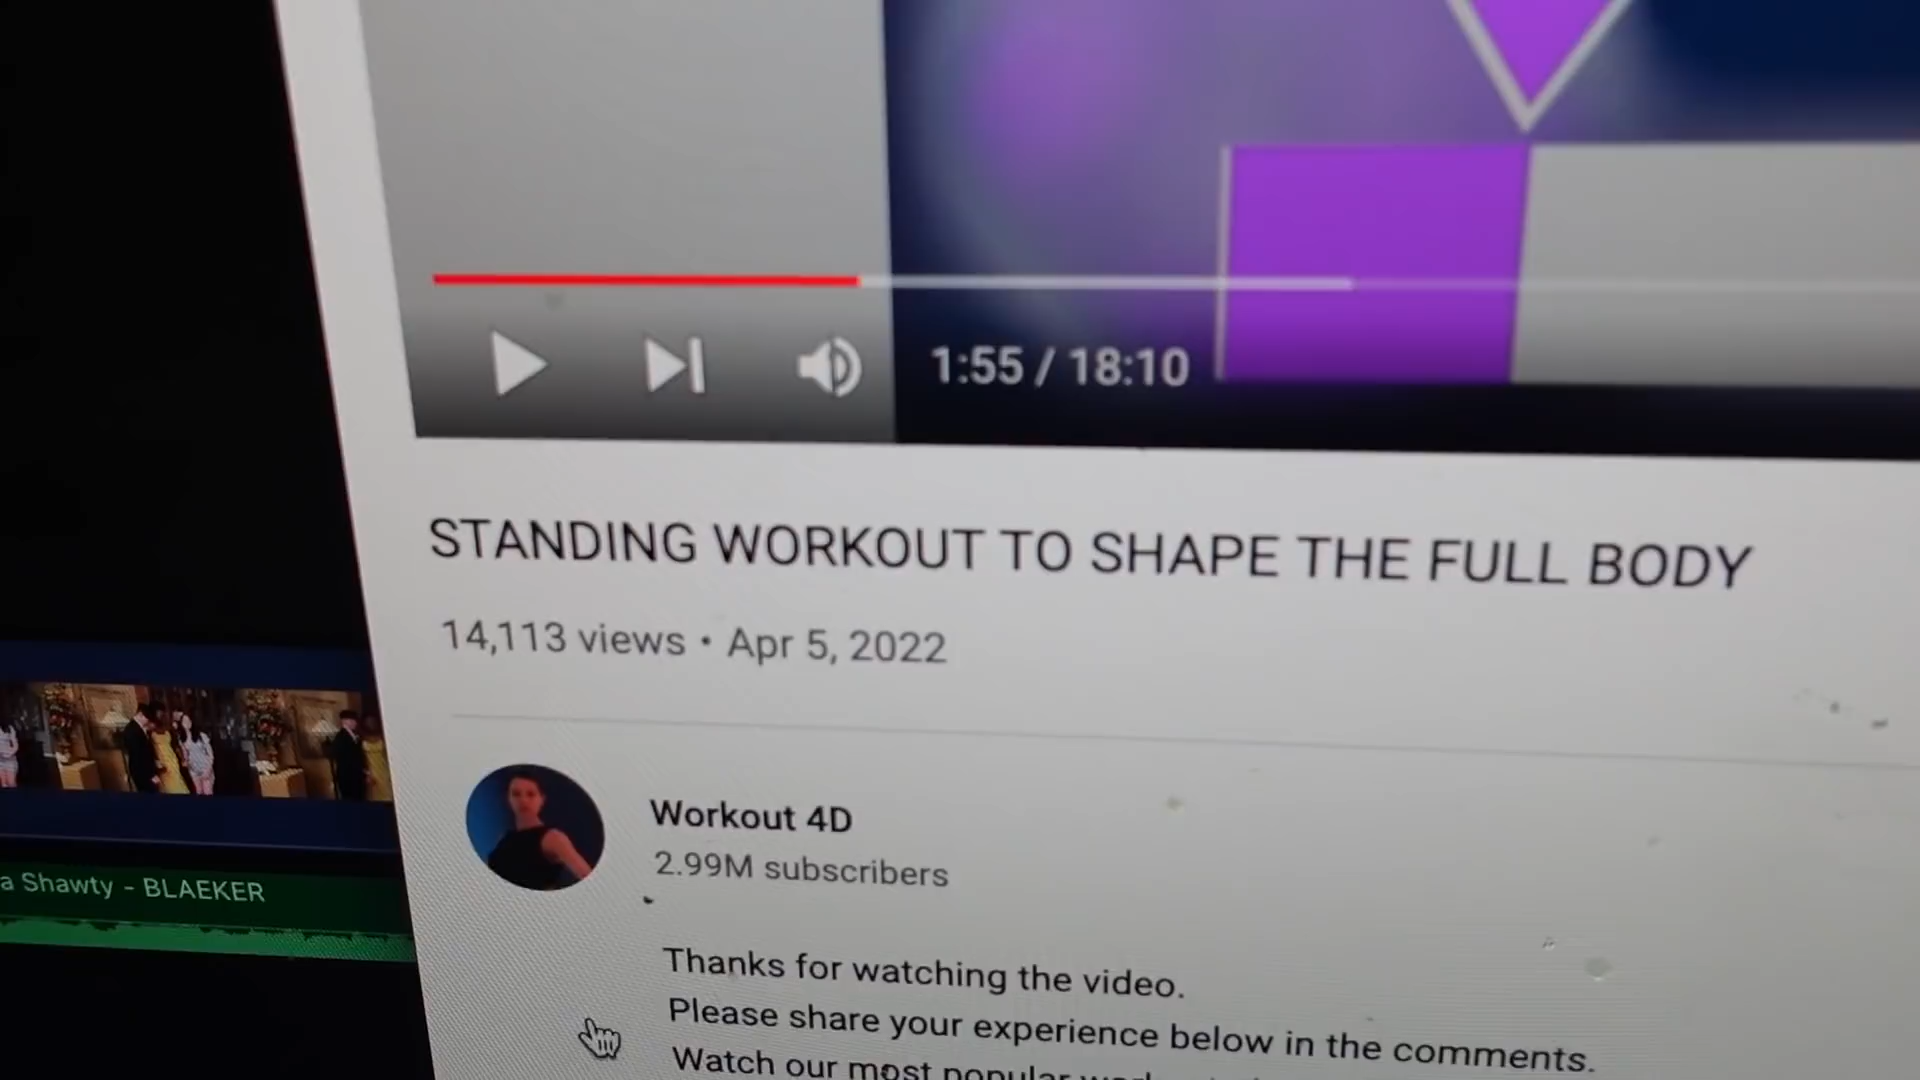 1:55 / 18:10
STANDING WORKOUT TO SHAPE THE FULL BODY
14,113 views • Apr 5, 2022
Workout 4D
2.99M subscribers
a Shawty - BLAEKER
Thanks for watching the video.
Please share your experience below in the comments.
Watch our most popular